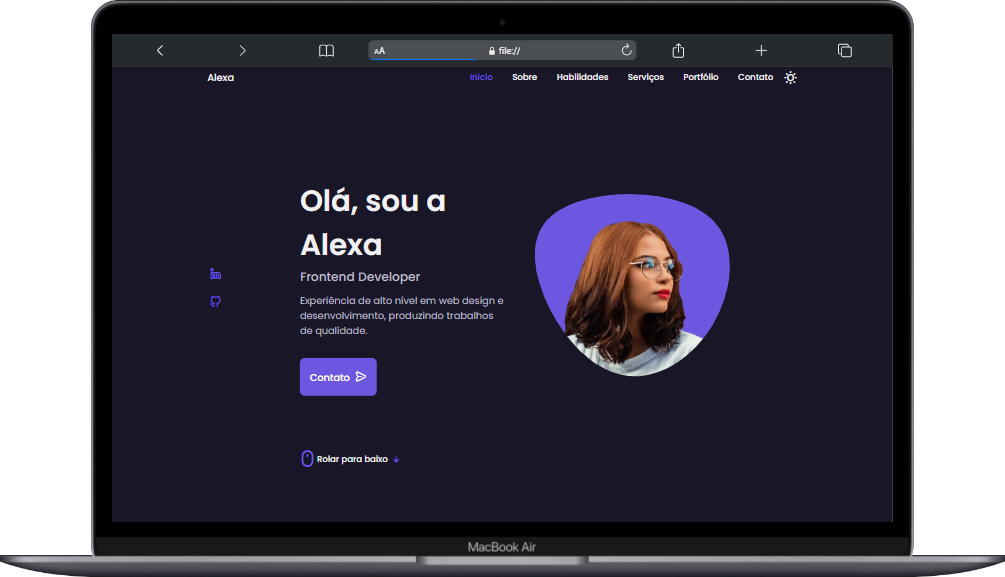 AA file://
Alexa Início Sobre Habilidades Serviços Portfólio Contato
Olá, sou a
Alexa
Frontend Developer
Experiência de alto nível em web design e
desenvolvimento, produzindo trabalhos
de qualidade.
Contato
Rolar para baixo
MacBook Air